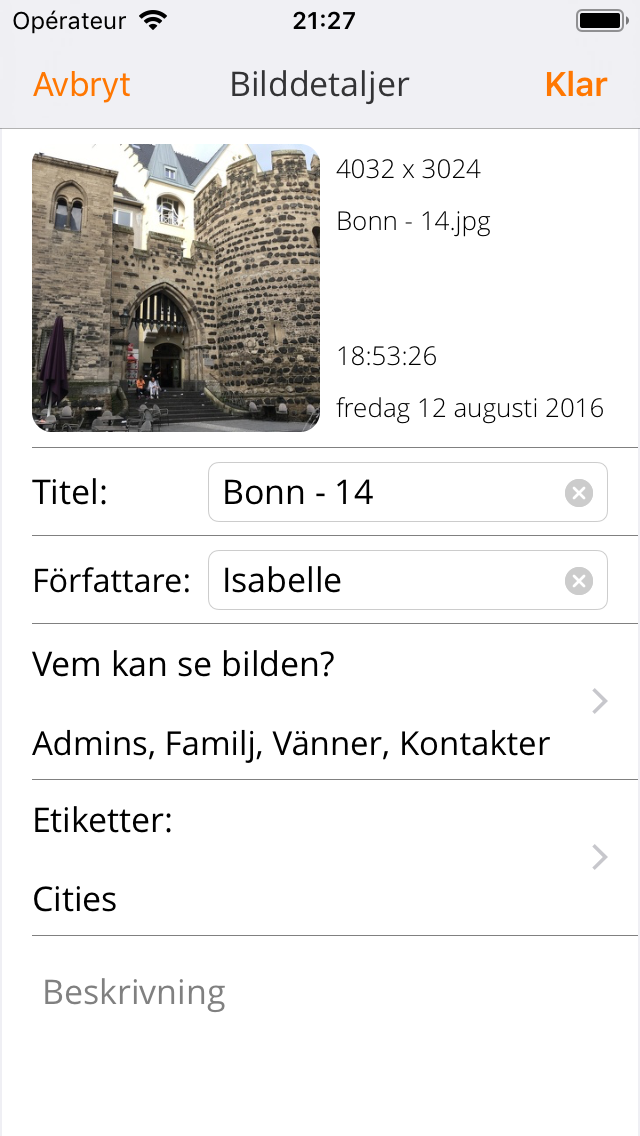 Opérateur 21:27
Avbryt Bilddetaljer Klar
4032 x 3024
Bonn - 14.jpg
18:53:26
fredag 12 augusti 2016
Titel: Bonn - 14
Författare: Isabelle
Vem kan se bilden?
Admins, Familj, Vänner, Kontakter
Etiketter:
Cities
Beskrivning